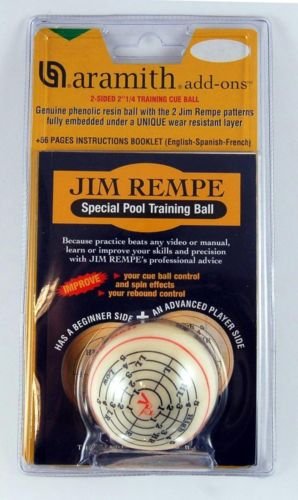 aramith® add-ons™
2-SIDED 2"1/4 TRAINING CUE BALL
Genuine phenolic resin ball with the 2 Jim Rempe patterns
fully embedded under a UNIQUE wear resistant layer
+56 PAGES INSTRUCTIONS BOOKLET (English-Spanish-French)
JIM REMPE
Special Pool Training Ball
Because practice beats any video or manual,
learn or improve your skills and precision
with JIM REMPE's professional advice
IMPROVE
▸ your cue ball control
and spin effects
▸ your rebound control
HAS A BEGINNER SIDE + AN ADVANCED PLAYER SIDE